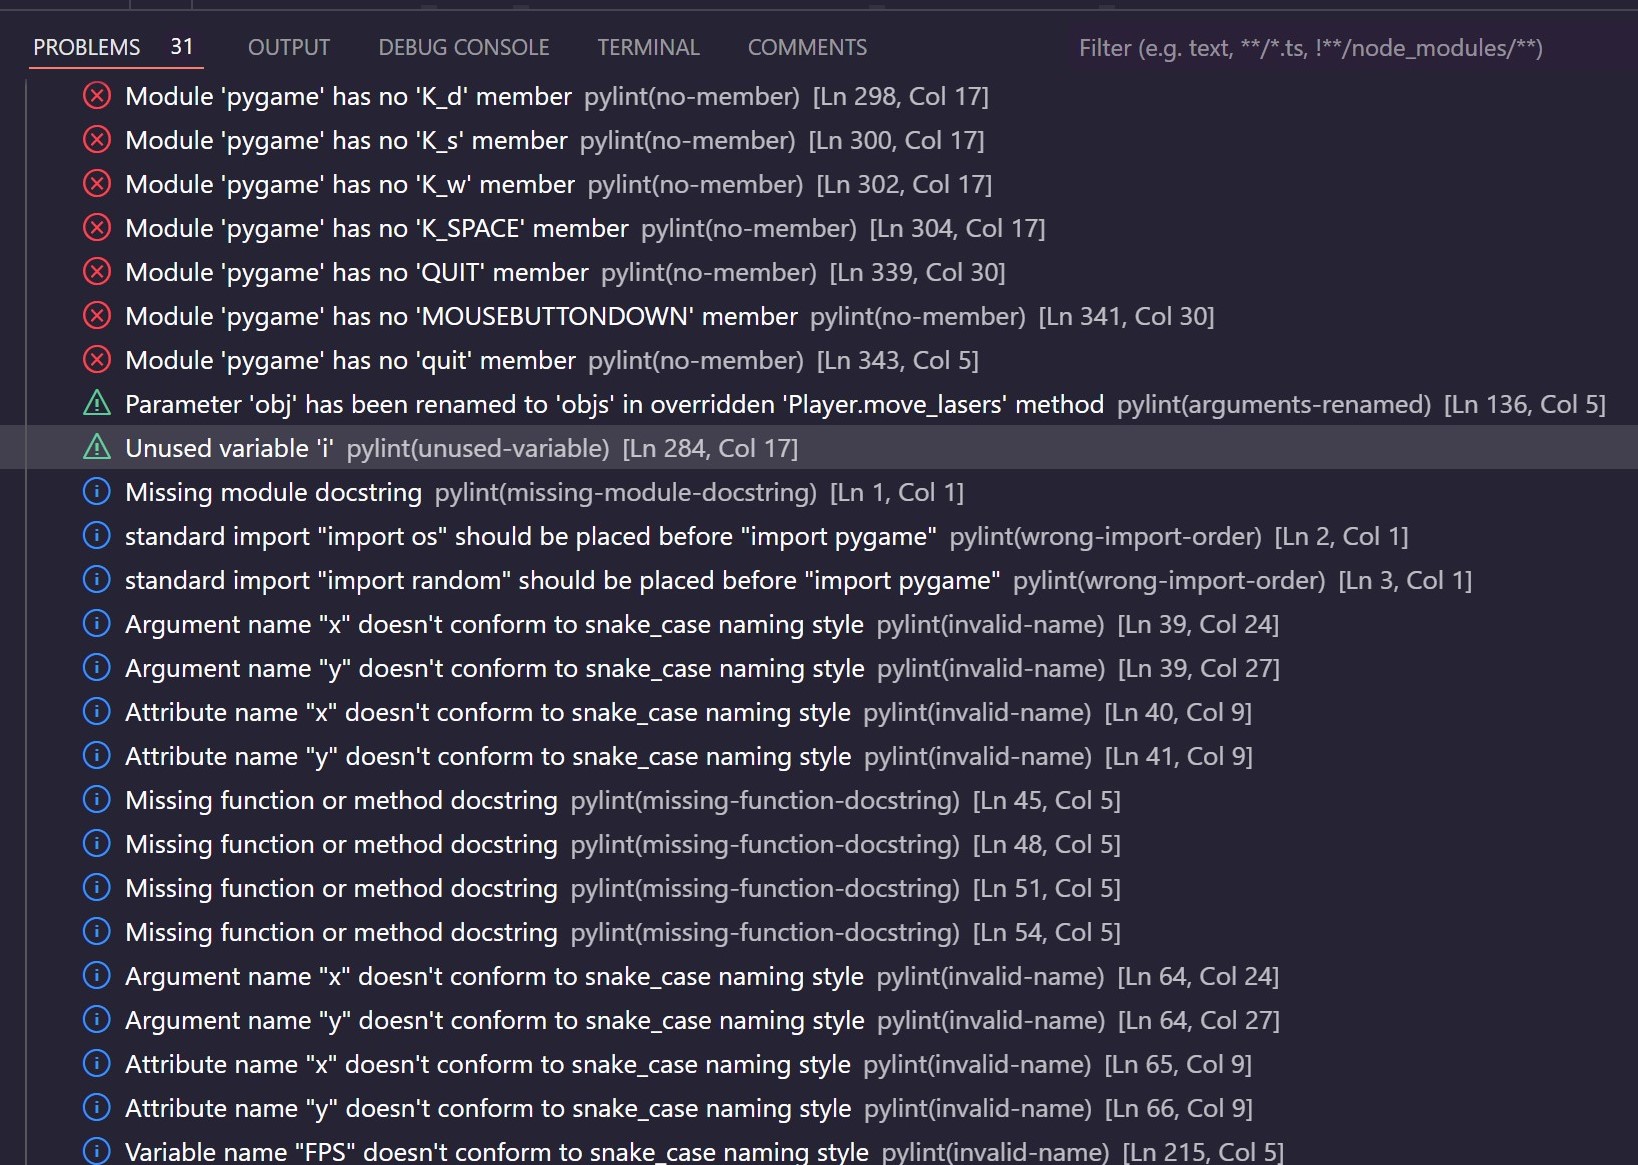 PROBLEMS 31 OUTPUT DEBUG CONSOLE TERMINAL COMMENTS Filter (e.g. text, **/*.ts, !**/node_modules/**)
Module 'pygame' has no 'K_d' member pylint(no-member) [Ln 298, Col 17]
Module 'pygame' has no 'K_s' member pylint(no-member) [Ln 300, Col 17]
Module 'pygame' has no 'K_w' member pylint(no-member) [Ln 302, Col 17]
Module 'pygame' has no 'K_SPACE' member pylint(no-member) [Ln 304, Col 17]
Module 'pygame' has no 'QUIT' member pylint(no-member) [Ln 339, Col 30]
Module 'pygame' has no 'MOUSEBUTTONDOWN' member pylint(no-member) [Ln 341, Col 30]
Module 'pygame' has no 'quit' member pylint(no-member) [Ln 343, Col 5]
Parameter 'obj' has been renamed to 'objs' in overridden 'Player.move_lasers' method pylint(arguments-renamed) [Ln 136, Col 5]
Unused variable 'i' pylint(unused-variable) [Ln 284, Col 17]
Missing module docstring pylint(missing-module-docstring) [Ln 1, Col 1]
standard import "import os" should be placed before "import pygame" pylint(wrong-import-order) [Ln 2, Col 1]
standard import "import random" should be placed before "import pygame" pylint(wrong-import-order) [Ln 3, Col 1]
Argument name "x" doesn't conform to snake_case naming style pylint(invalid-name) [Ln 39, Col 24]
Argument name "y" doesn't conform to snake_case naming style pylint(invalid-name) [Ln 39, Col 27]
Attribute name "x" doesn't conform to snake_case naming style pylint(invalid-name) [Ln 40, Col 9]
Attribute name "y" doesn't conform to snake_case naming style pylint(invalid-name) [Ln 41, Col 9]
Missing function or method docstring pylint(missing-function-docstring) [Ln 45, Col 5]
Missing function or method docstring pylint(missing-function-docstring) [Ln 48, Col 5]
Missing function or method docstring pylint(missing-function-docstring) [Ln 51, Col 5]
Missing function or method docstring pylint(missing-function-docstring) [Ln 54, Col 5]
Argument name "x" doesn't conform to snake_case naming style pylint(invalid-name) [Ln 64, Col 24]
Argument name "y" doesn't conform to snake_case naming style pylint(invalid-name) [Ln 64, Col 27]
Attribute name "x" doesn't conform to snake_case naming style pylint(invalid-name) [Ln 65, Col 9]
Attribute name "y" doesn't conform to snake_case naming style pylint(invalid-name) [Ln 66, Col 9]
Variable name "FPS" doesn't conform to snake_case naming style pylint(invalid-name) [Ln 215, Col 5]